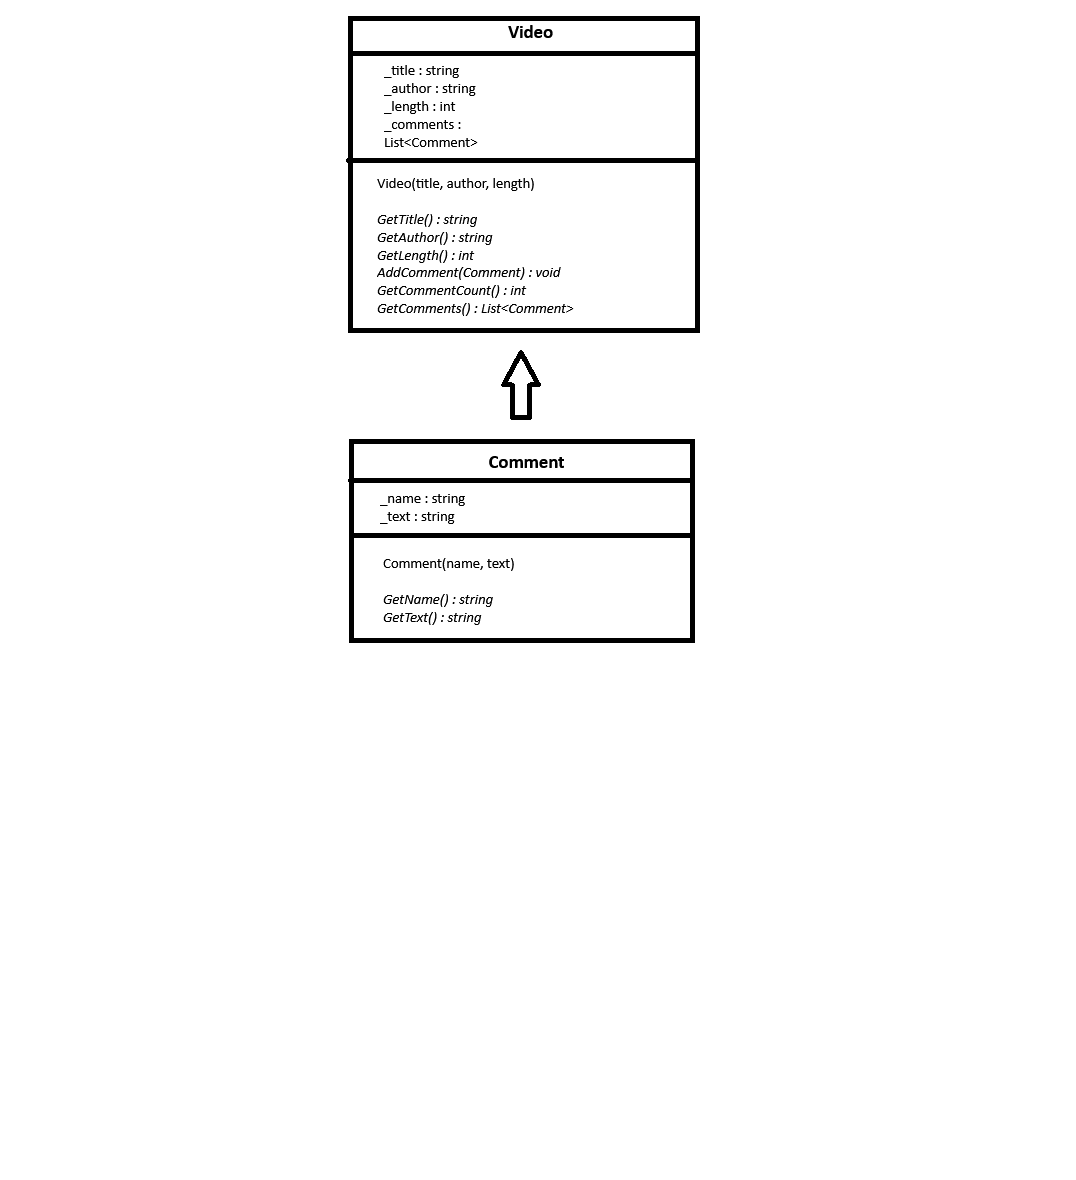 Video
_title : string
_author : string
_length : int
_comments :
List<Comment>
Video(title, author, length)
GetTitle() : string
GetAuthor() : string
GetLength() : int
AddComment(Comment) : void
GetCommentCount() : int
GetComments() : List<Comment>
Comment
_name : string
_text : string
Comment(name, text)
GetName() : string
GetText() : string